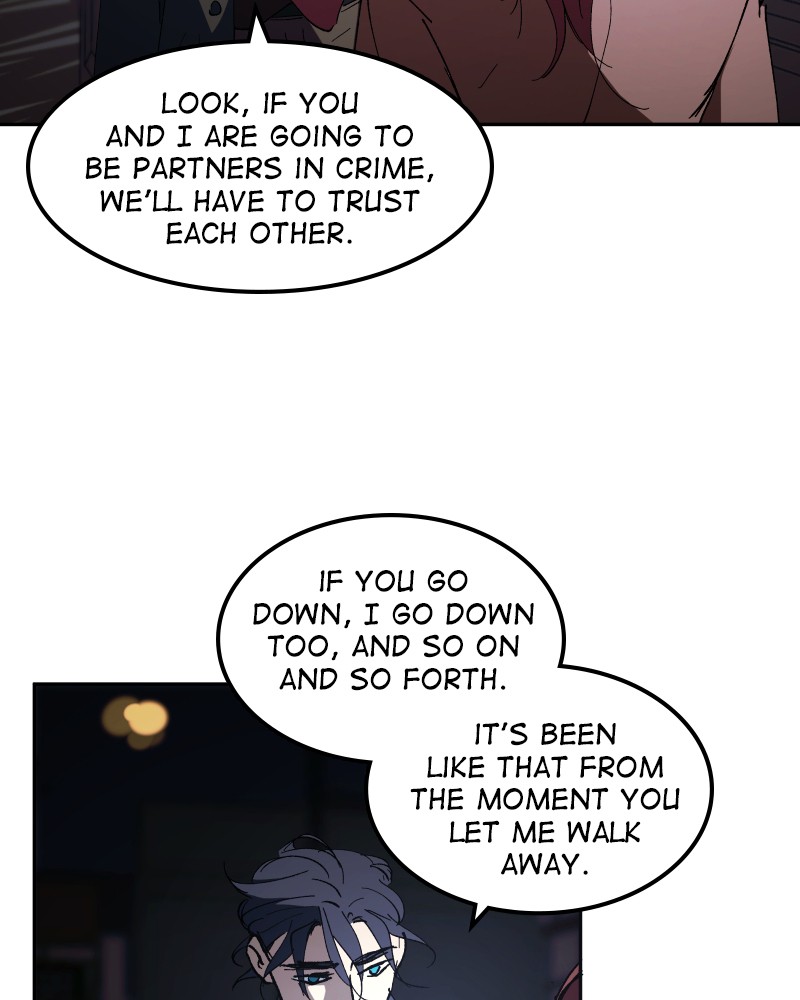 LOOK, IF YOU
AND I ARE GOING TO
BE PARTNERS IN CRIME,
WE'LL HAVE TO TRUST
EACH OTHER.
IF YOU GO
DOWN, I GO DOWN
TOO, AND SO ON
AND SO FORTH.
IT'S BEEN
LIKE THAT FROM
THE MOMENT YOU
LET ME WALK
AWAY.